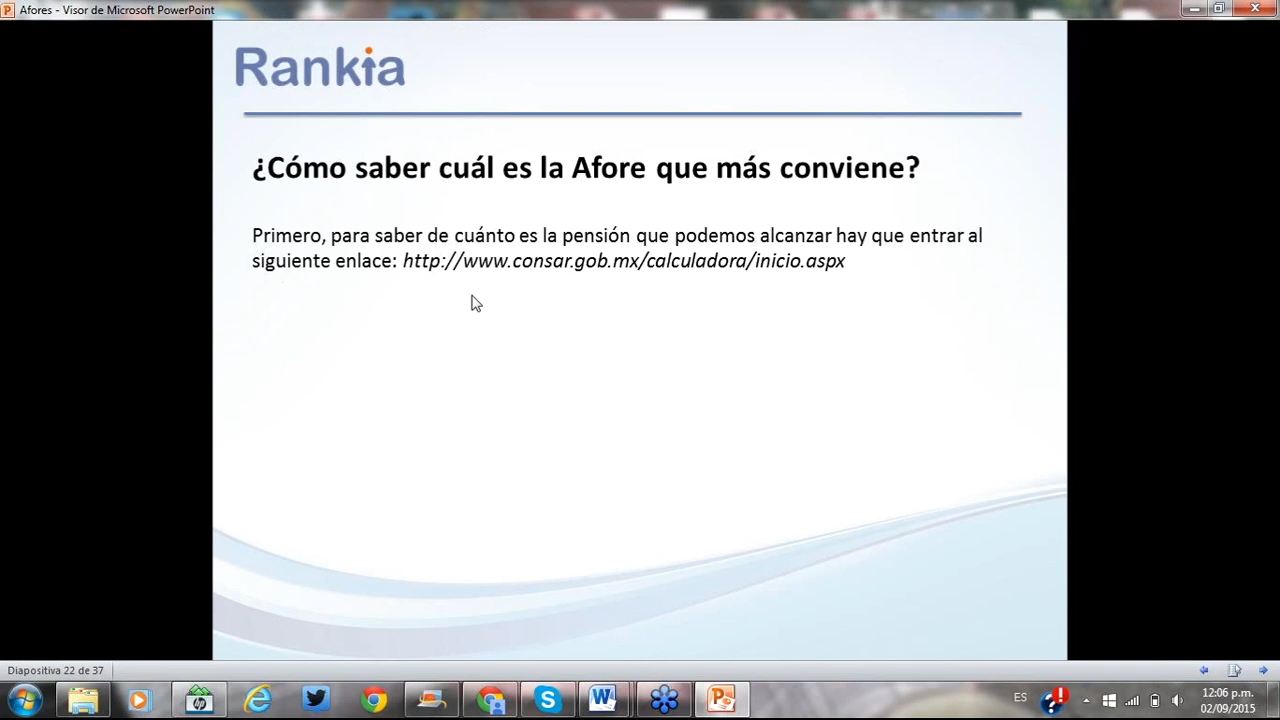 Afores - Visor de Microsoft PowerPoint
Rankia
¿Cómo saber cuál es la Afore que más conviene?
Primero, para saber de cuánto es la pensión que podemos alcanzar hay que entrar al
siguiente enlace: http://www.consar.gob.mx/calculadora/inicio.aspx
Diapositiva 22 de 37
ES
12:06 p.m.
02/09/2015